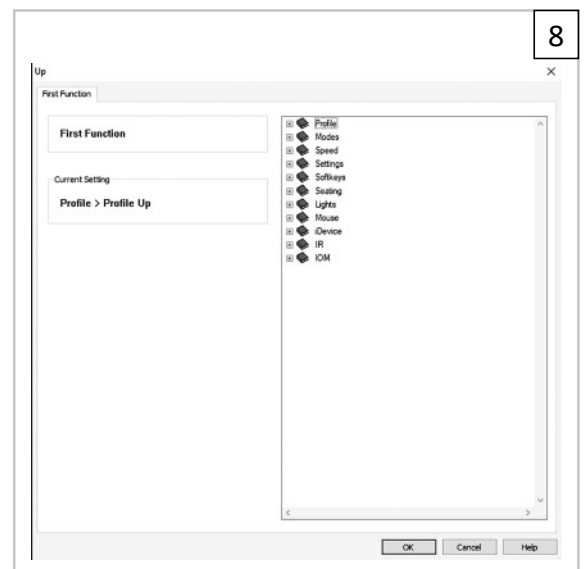 8
Up
First Function
First Function
Current Setting
Profile > Profile Up
Profile
Modes
Speed
Settings
Softkeys
Seating
Lights
Mouse
iDevice
IR
IOM
OK Cancel Help